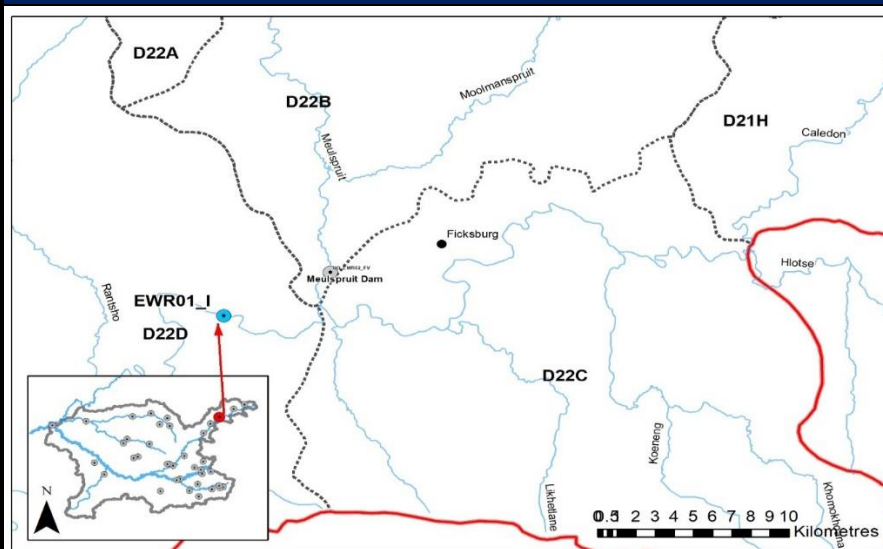 D22A
D22B
Moolmanspruit
Meulspruit
D21H
Caledon
Ficksburg
Meulspruit Dam
Hlotse
Rantsho
EWR01_I
D22D
D22C
Koeneng
Likhetlane
N
0 0.5 1 2 3 4 5 6 7 8 9 10
Kilometres